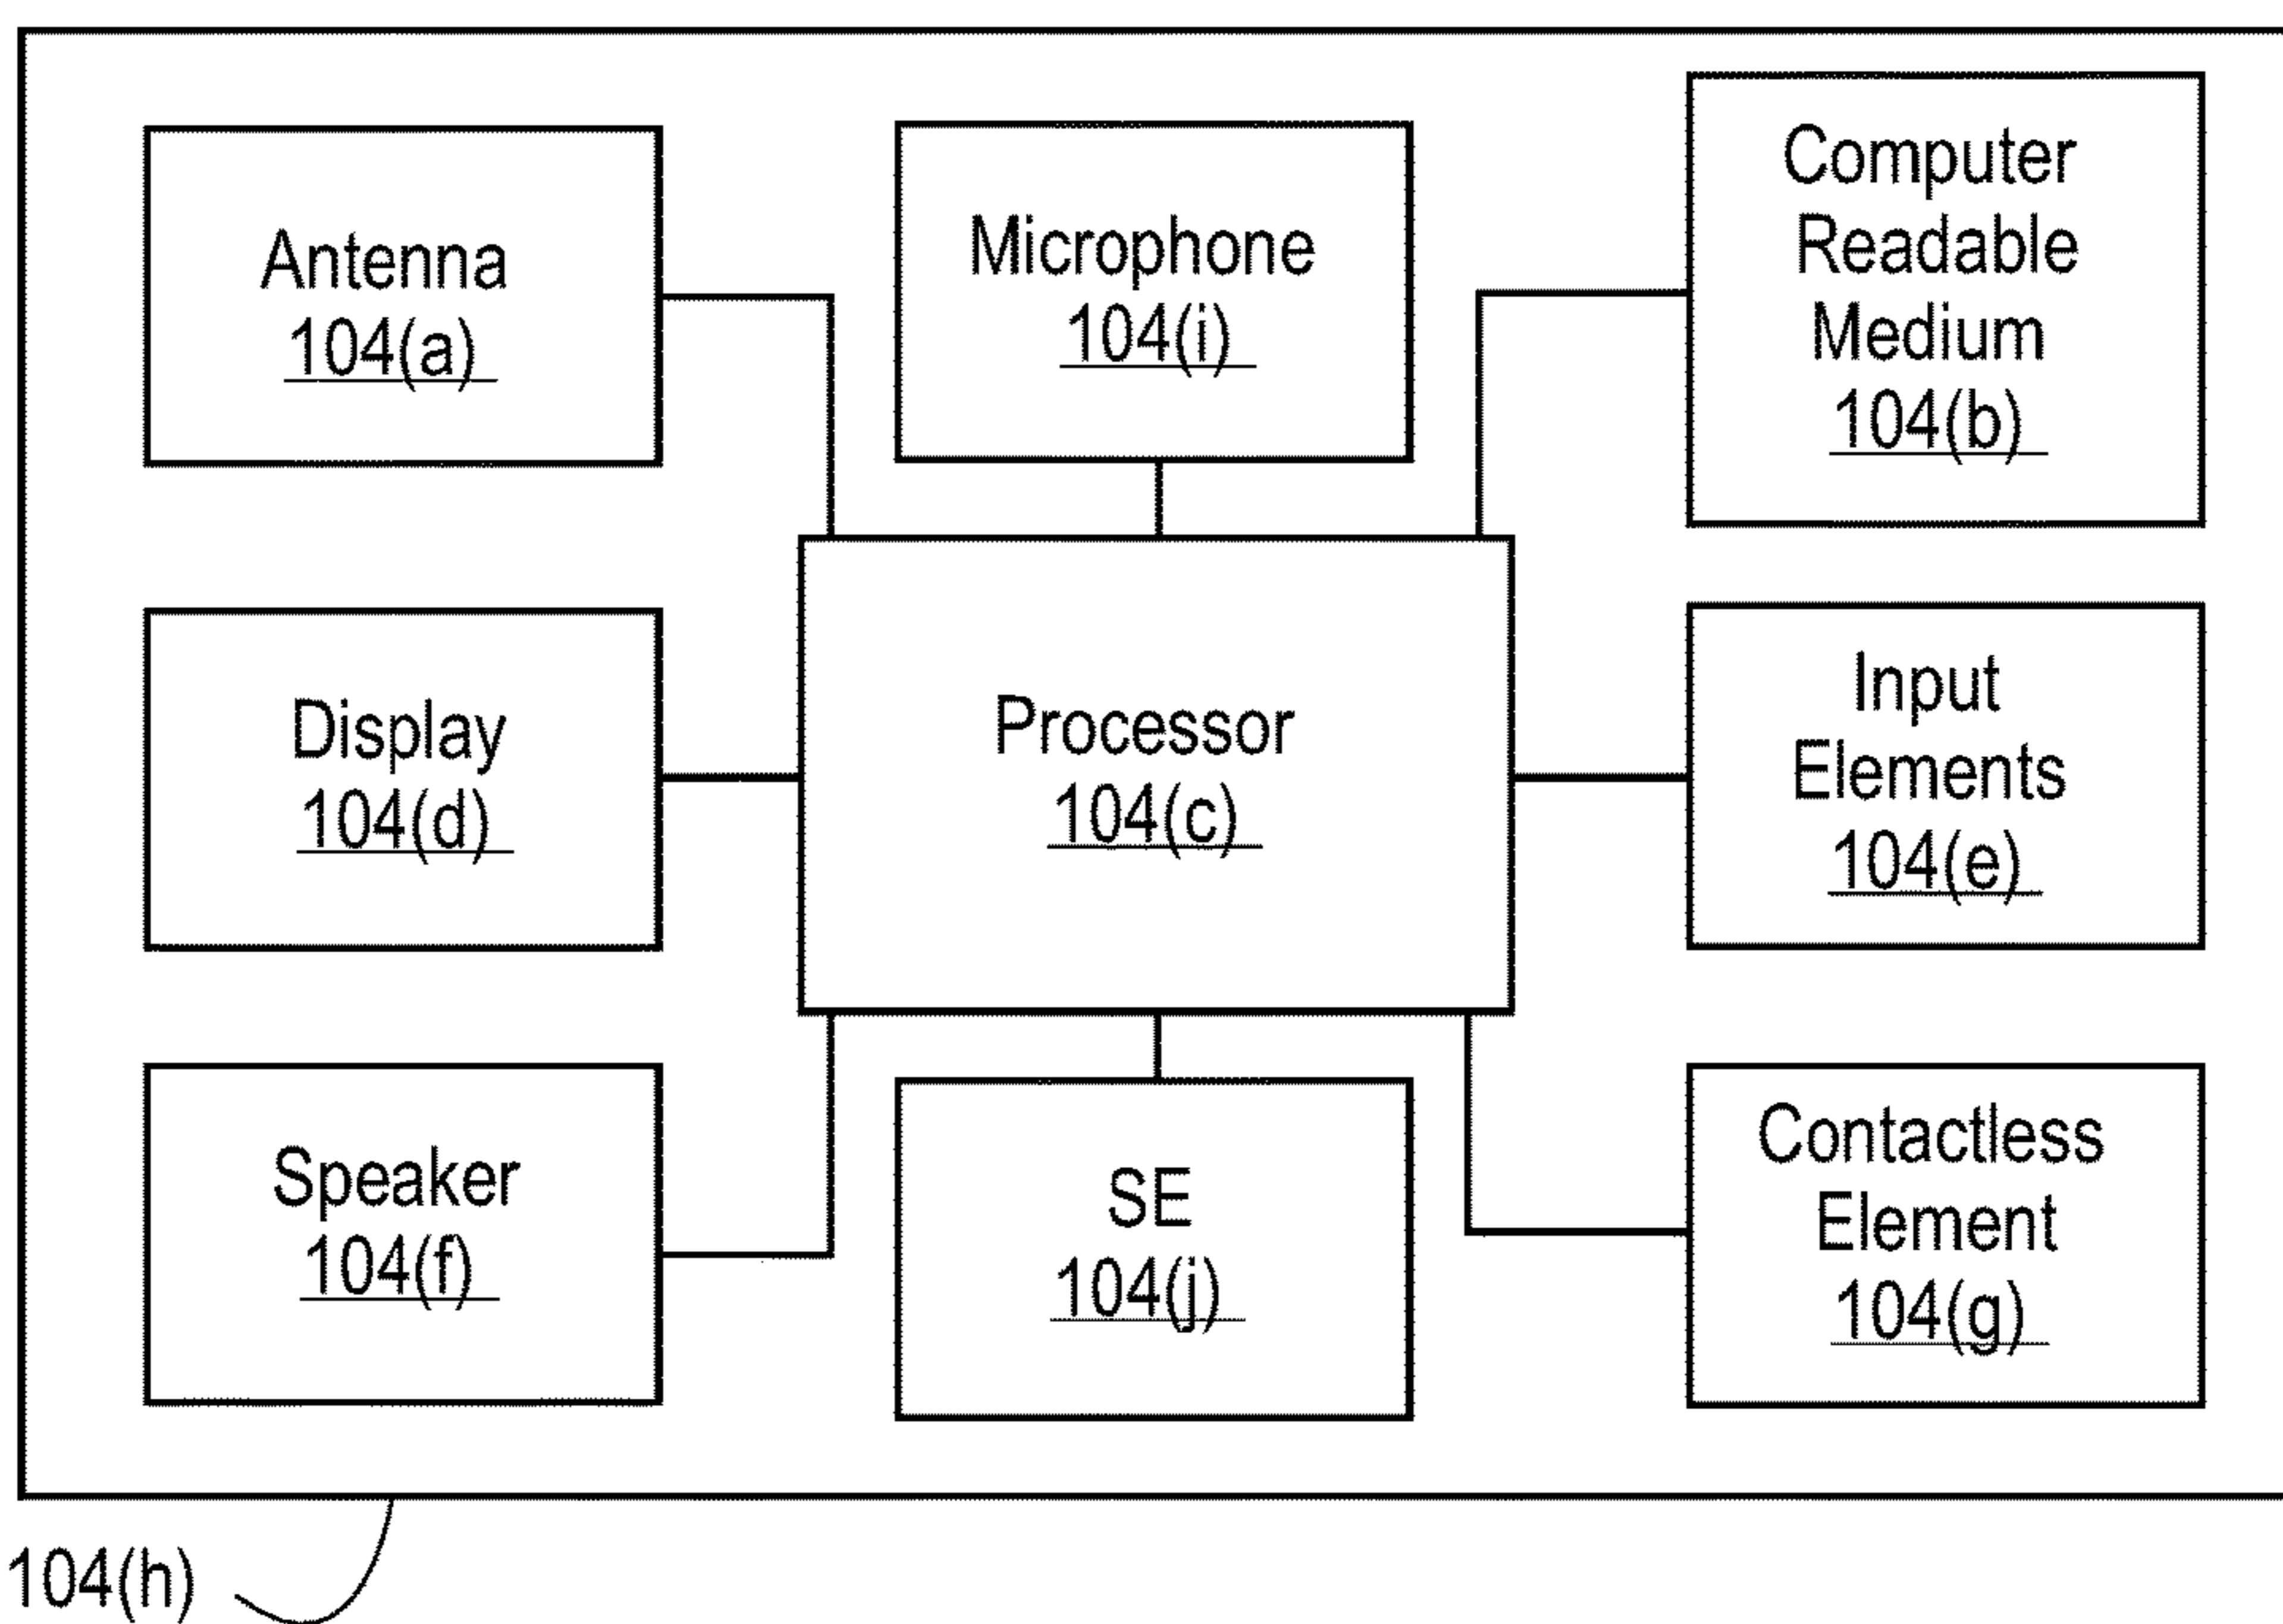 Antenna
104(a)
Microphone
104(i)
Computer
Readable
Medium
104(b)
Display
104(d)
Processor
104(c)
Input
Elements
104(e)
Speaker
104(f)
SE
104(j)
Contactless
Element
104(g)
104(h)